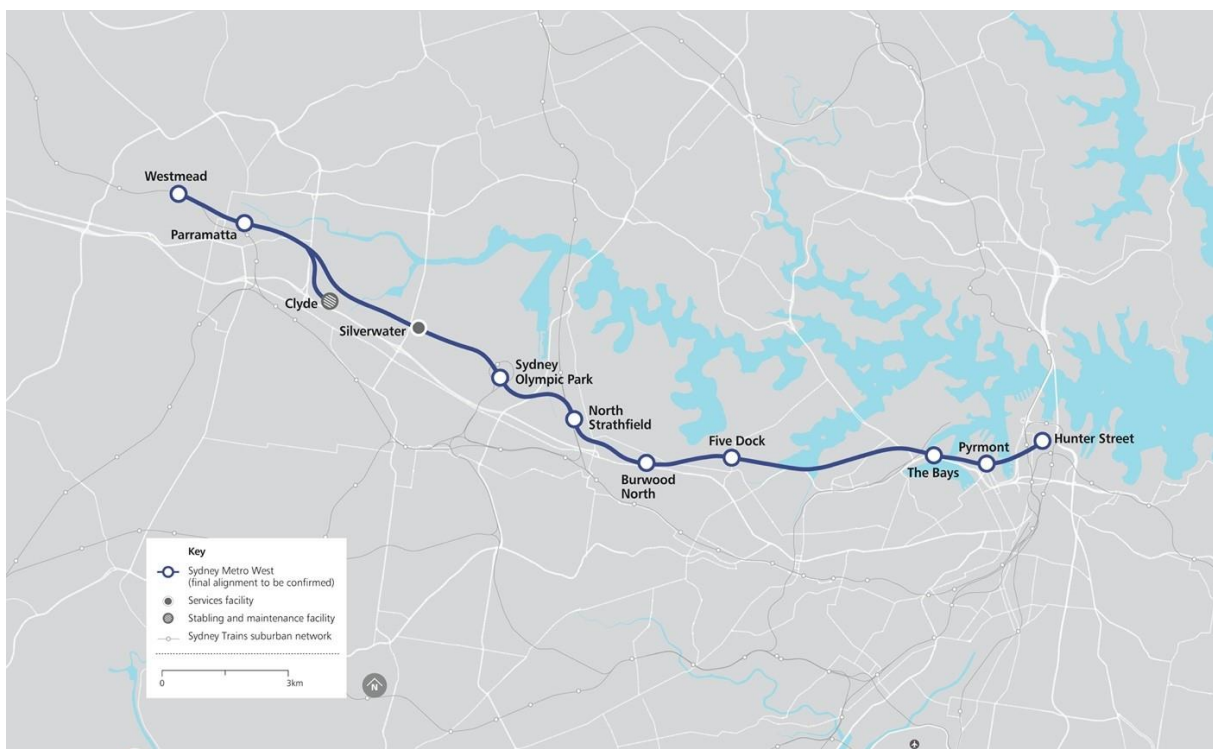 Westmead
Parramatta
Clyde
Silverwater
Sydney
Olympic Park
North
Strathfield
Burwood
North
Five Dock
The Bays
Pyrmont
Hunter Street
Key
Sydney Metro West
(final alignment to be confirmed)
Services facility
Stabling and maintenance facility
Sydney Trains suburban network
0
3km
N